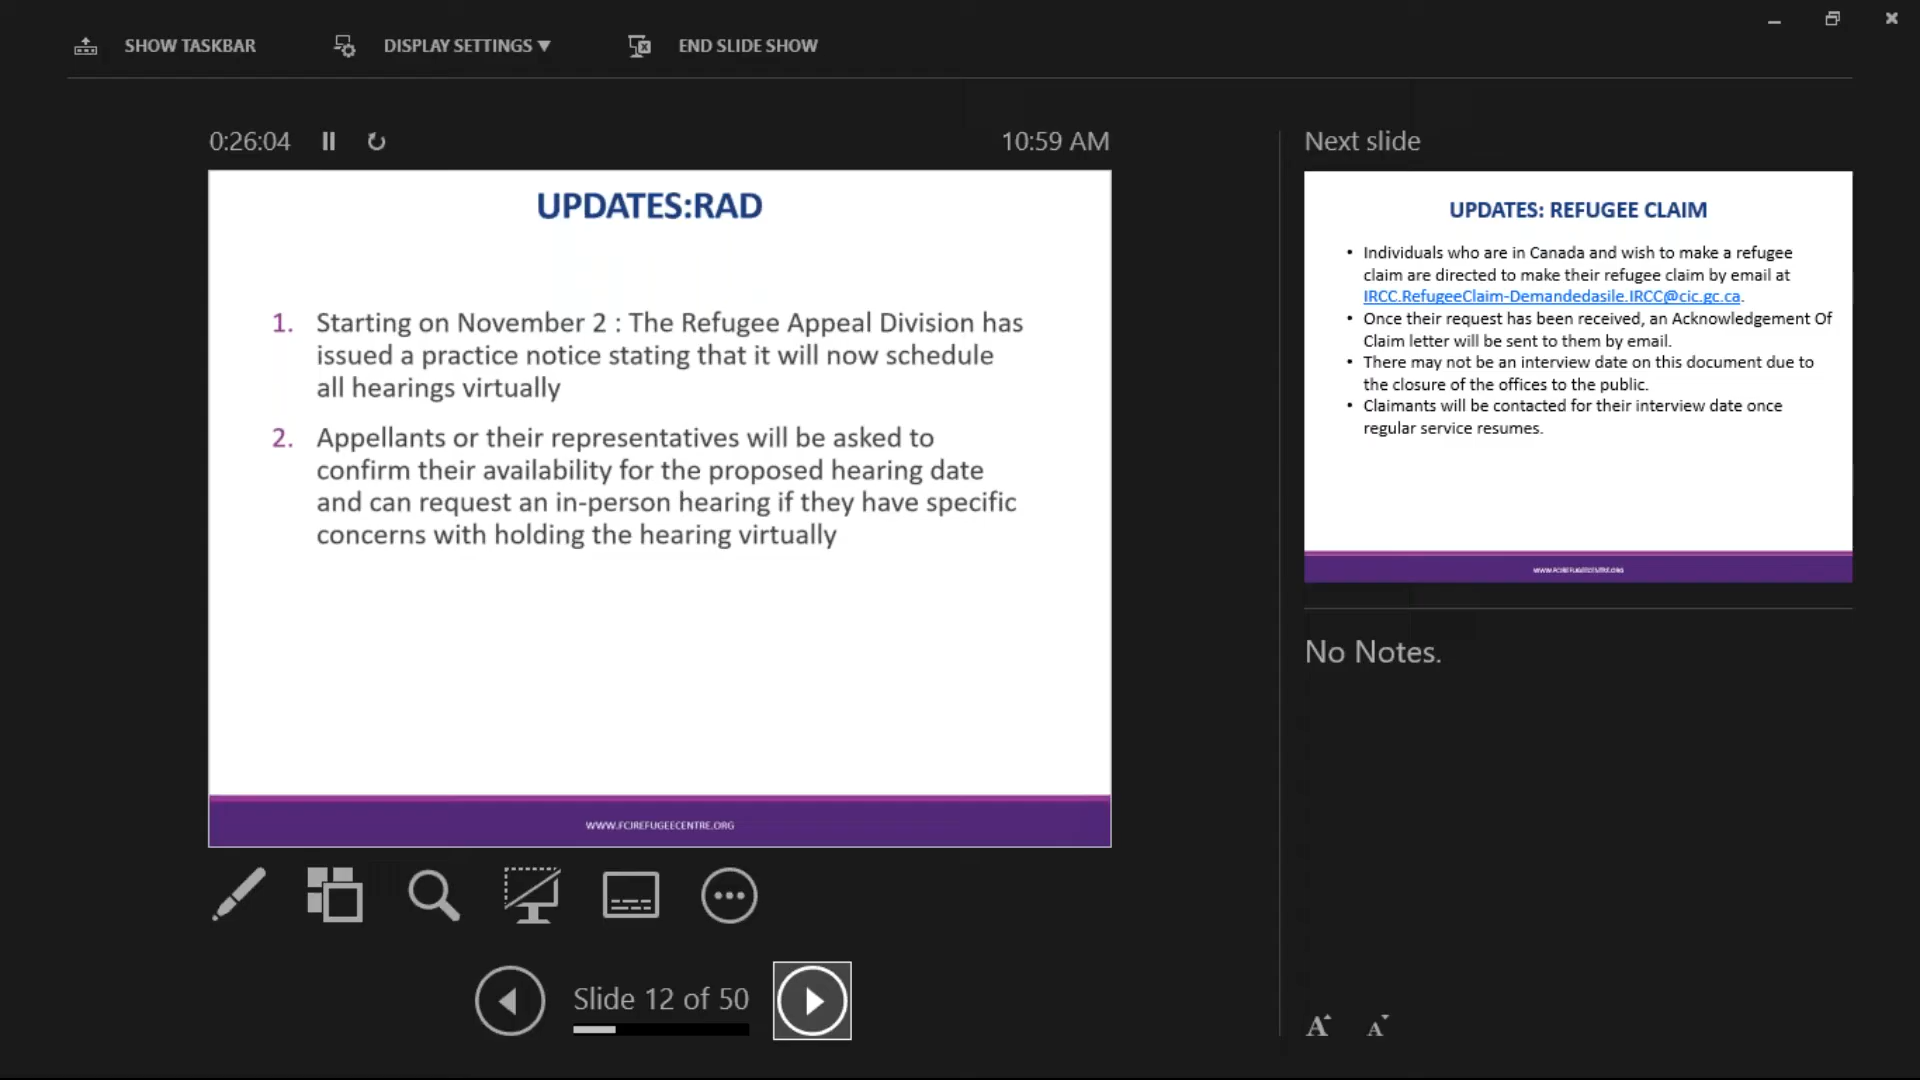 SHOW TASKBAR
DISPLAY SETTINGS ▼
END SLIDE SHOW
0:26:04
10:59 AM
UPDATES:RAD
1. Starting on November 2 : The Refugee Appeal Division has
issued a practice notice stating that it will now schedule
all hearings virtually
2. Appellants or their representatives will be asked to
confirm their availability for the proposed hearing date
and can request an in-person hearing if they have specific
concerns with holding the hearing virtually
WWW.FCJREFUGEECENTRE.ORG
Slide 12 of 50
Next slide
UPDATES: REFUGEE CLAIM
• Individuals who are in Canada and wish to make a refugee
claim are directed to make their refugee claim by email at
IRCC.RefugeeClaim-Demandedasile.IRCC@cic.gc.ca.
• Once their request has been received, an Acknowledgement Of
Claim letter will be sent to them by email.
• There may not be an interview date on this document due to
the closure of the offices to the public.
• Claimants will be contacted for their interview date once
regular service resumes.
WWW.FCJREFUGEECENTRE.ORG
No Notes.
A A